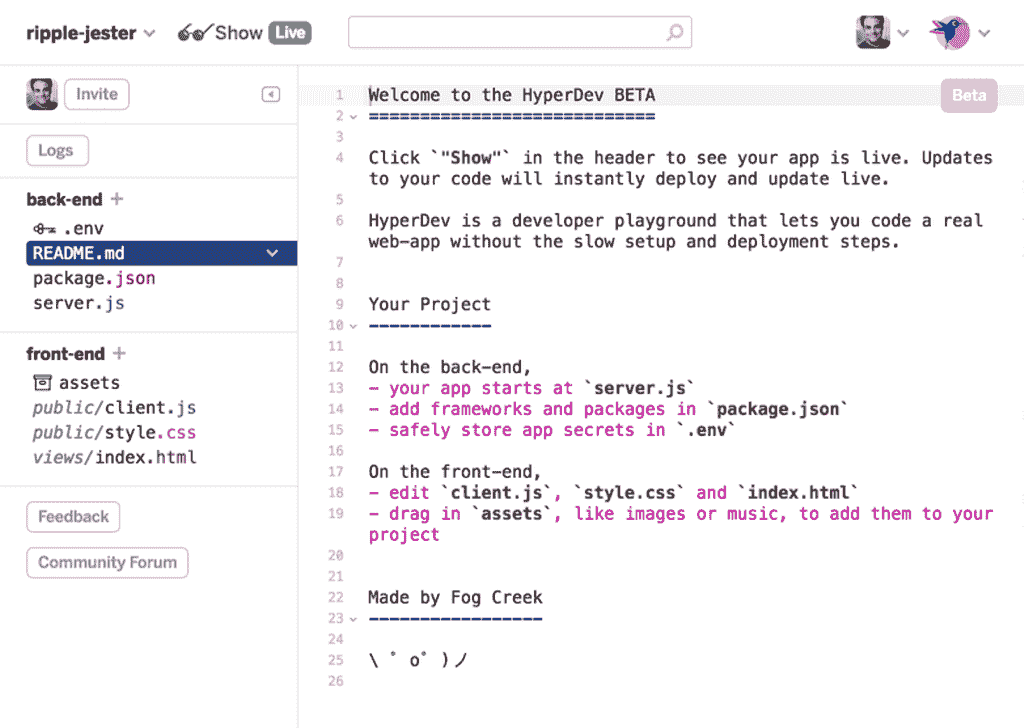 ripple-jester Show Live
Invite
Logs
back-end +
.env
README.md
package.json
server.js
front-end +
assets
public/client.js
public/style.css
views/index.html
Feedback
Community Forum
Beta
1 Welcome to the HyperDev BETA
2 ============================
3
4 Click `"Show"` in the header to see your app is live. Updates
to your code will instantly deploy and update live.
5
6 HyperDev is a developer playground that lets you code a real
web-app without the slow setup and deployment steps.
7
8
9 Your Project
10 ------------
11
12 On the back-end,
13 - your app starts at `server.js`
14 - add frameworks and packages in `package.json`
15 - safely store app secrets in `.env`
16
17 On the front-end,
18 - edit `client.js`, `style.css` and `index.html`
19 - drag in `assets`, like images or music, to add them to your
project
20
21
22 Made by Fog Creek
23 -----------------
24
25 \ ゜o゜)ノ
26